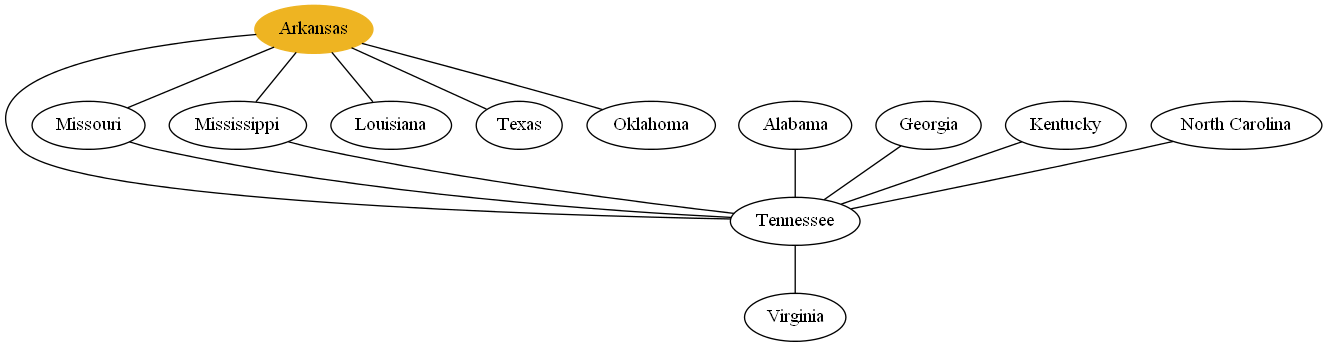 Arkansas
Missouri
Mississippi
Louisiana
Texas
Oklahoma
Alabama
Georgia
Kentucky
North Carolina
Tennessee
Virginia